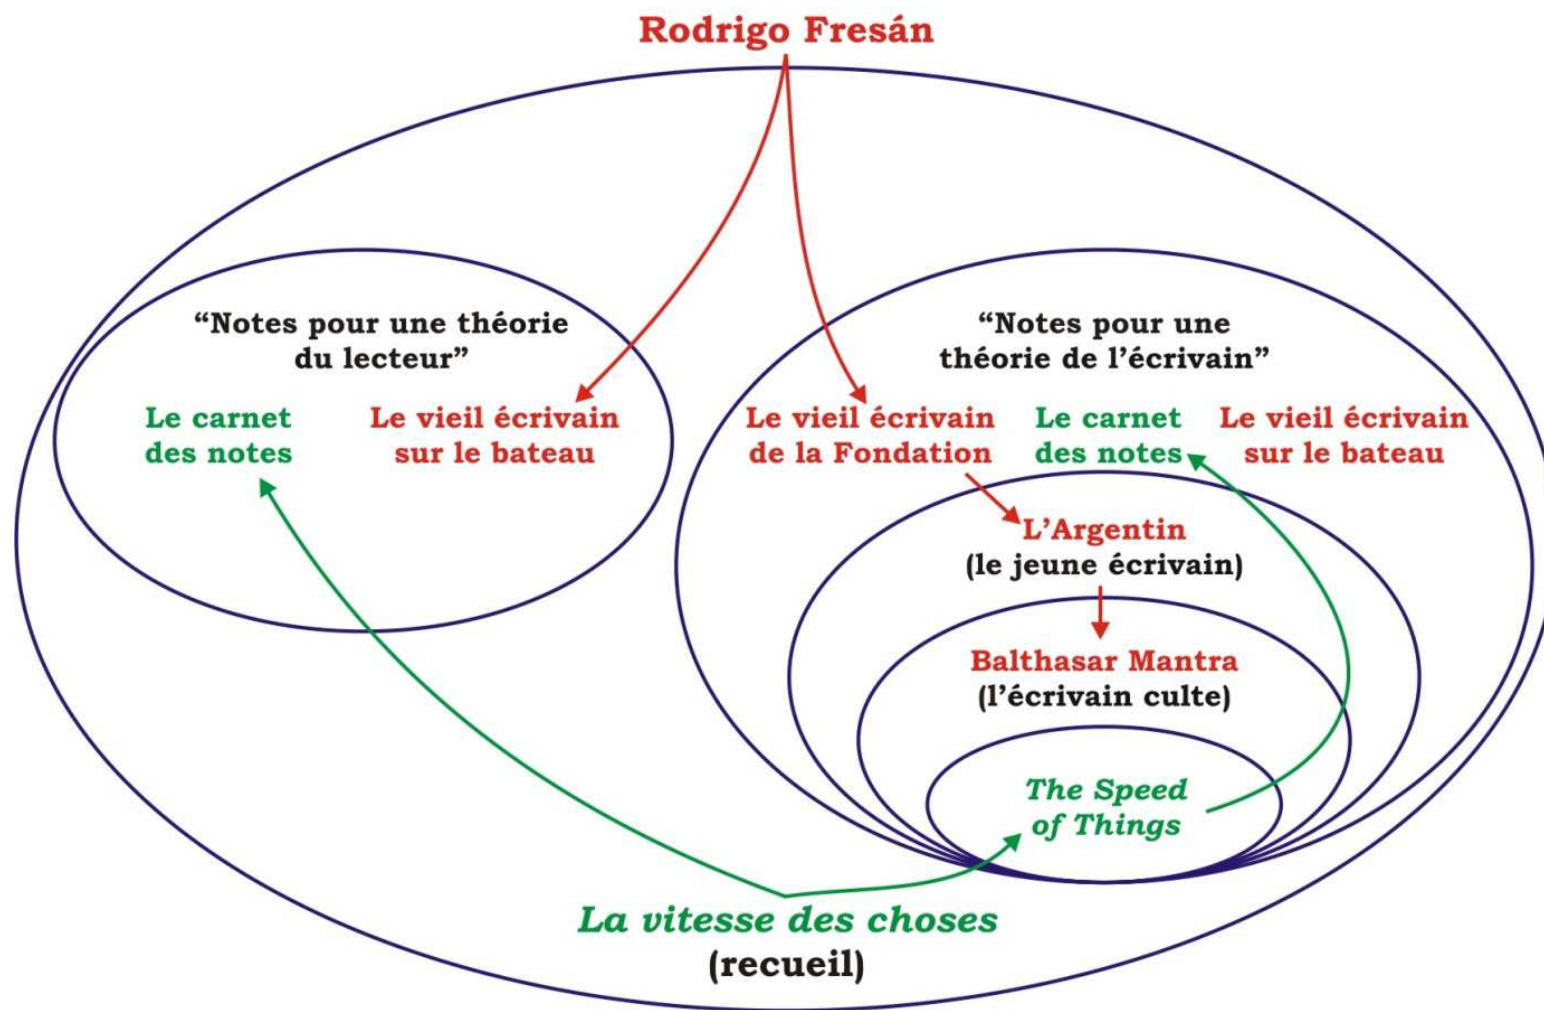 Rodrigo Fresán
“Notes pour une théorie
du lecteur”
Le carnet
des notes
Le vieil écrivain
sur le bateau
“Notes pour une
théorie de l’écrivain”
Le vieil écrivain
de la Fondation
Le carnet
des notes
Le vieil écrivain
sur le bateau
L’Argentin
(le jeune écrivain)
Balthasar Mantra
(l’écrivain culte)
The Speed
of Things
La vitesse des choses
(recueil)